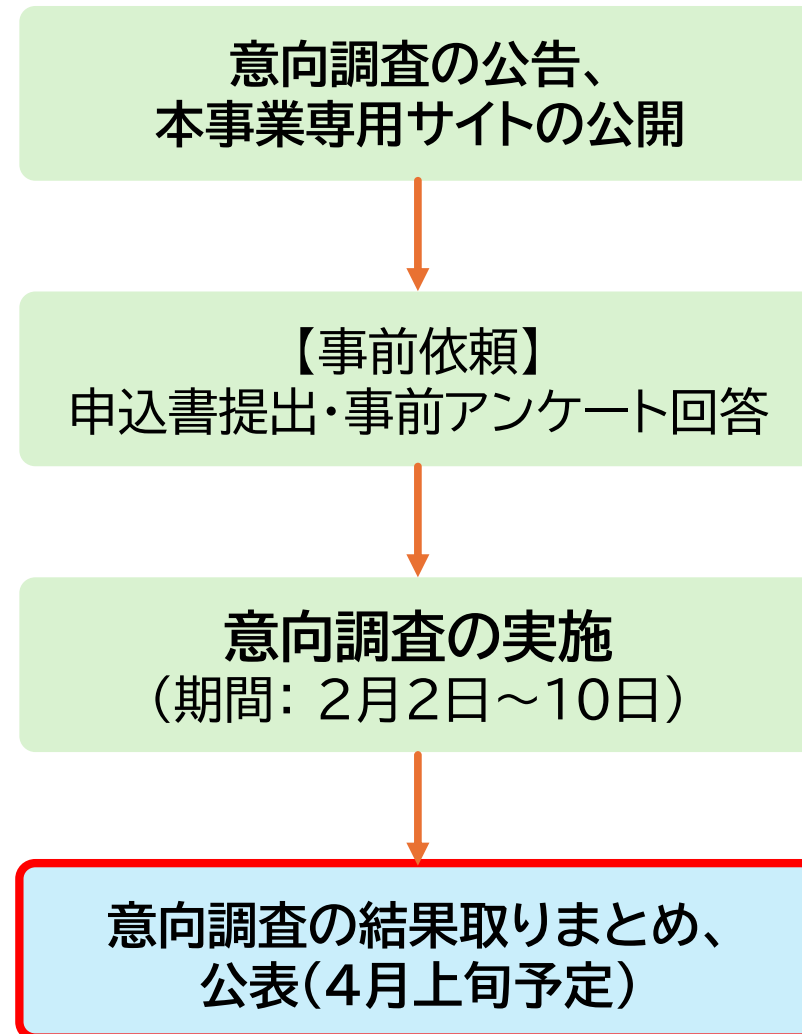 意向調査の公告、
本事業専用サイトの公開
【事前依頼】
申込書提出・事前アンケート回答
意向調査の実施
（期間：２月２日～１０日）
意向調査の結果取りまとめ、
公表（４月上旬予定）